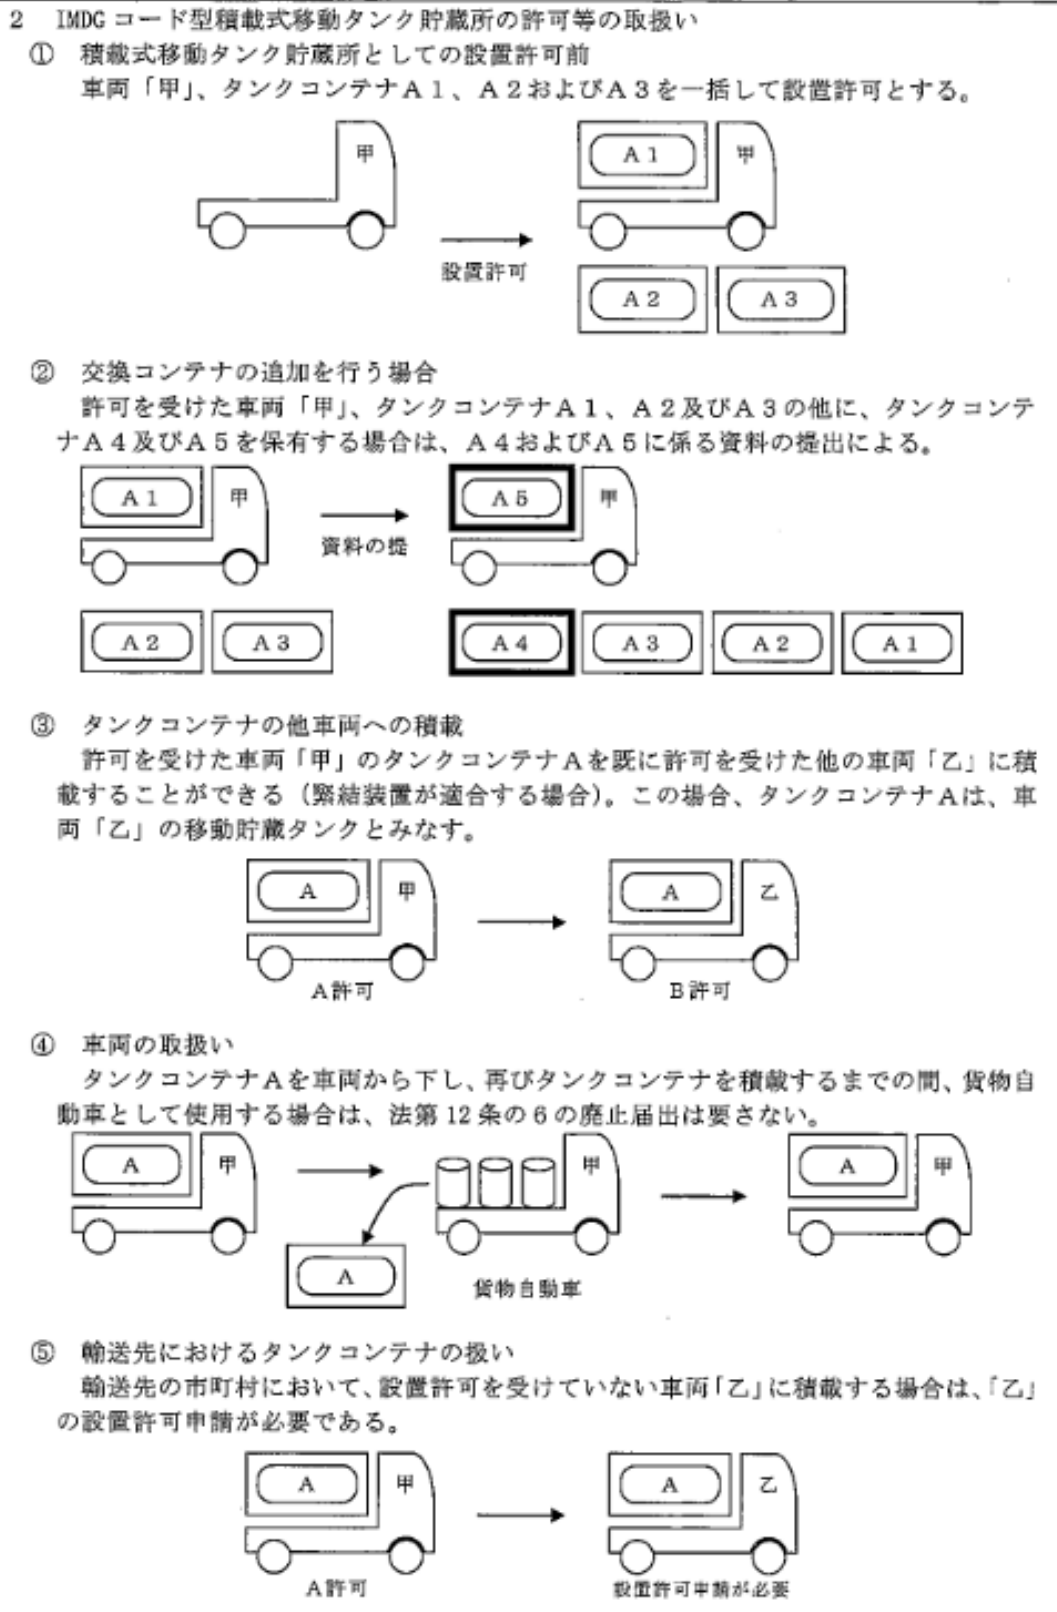 2 IMDGコード型積載式移動タンク貯蔵所の許可等の取扱い
① 積載式移動タンク貯蔵所としての設置許可前
車両「甲」、タンクコンテナA1、A2およびA3を一括して設置許可とする。
甲
A1 甲
設置許可
A2 A3
② 交換コンテナの追加を行う場合
許可を受けた車両「甲」、タンクコンテナA1、A2及びA3の他に、タンクコンテ
ナA4及びA5を保有する場合は、A4およびA5に係る資料の提出による。
A1 甲
資料の提
A5 甲
A2 A3
A4 A3 A2 A1
③ タンクコンテナの他車両への積載
許可を受けた車両「甲」のタンクコンテナAを既に許可を受けた他の車両「乙」に積
載することができる（緊結装置が適合する場合）。この場合、タンクコンテナAは、車
両「乙」の移動貯蔵タンクとみなす。
A 甲
A 乙
A許可
B許可
④ 車両の取扱い
タンクコンテナAを車両から下し、再びタンクコンテナを積載するまでの間、貨物自
動車として使用する場合は、法第12条の6の廃止届出は要さない。
A 甲
甲
A 甲
A
貨物自動車
⑤ 輸送先におけるタンクコンテナの扱い
輸送先の市町村において、設置許可を受けていない車両「乙」に積載する場合は、「乙」
の設置許可申請が必要である。
A 甲
A 乙
A許可
設置許可申請が必要